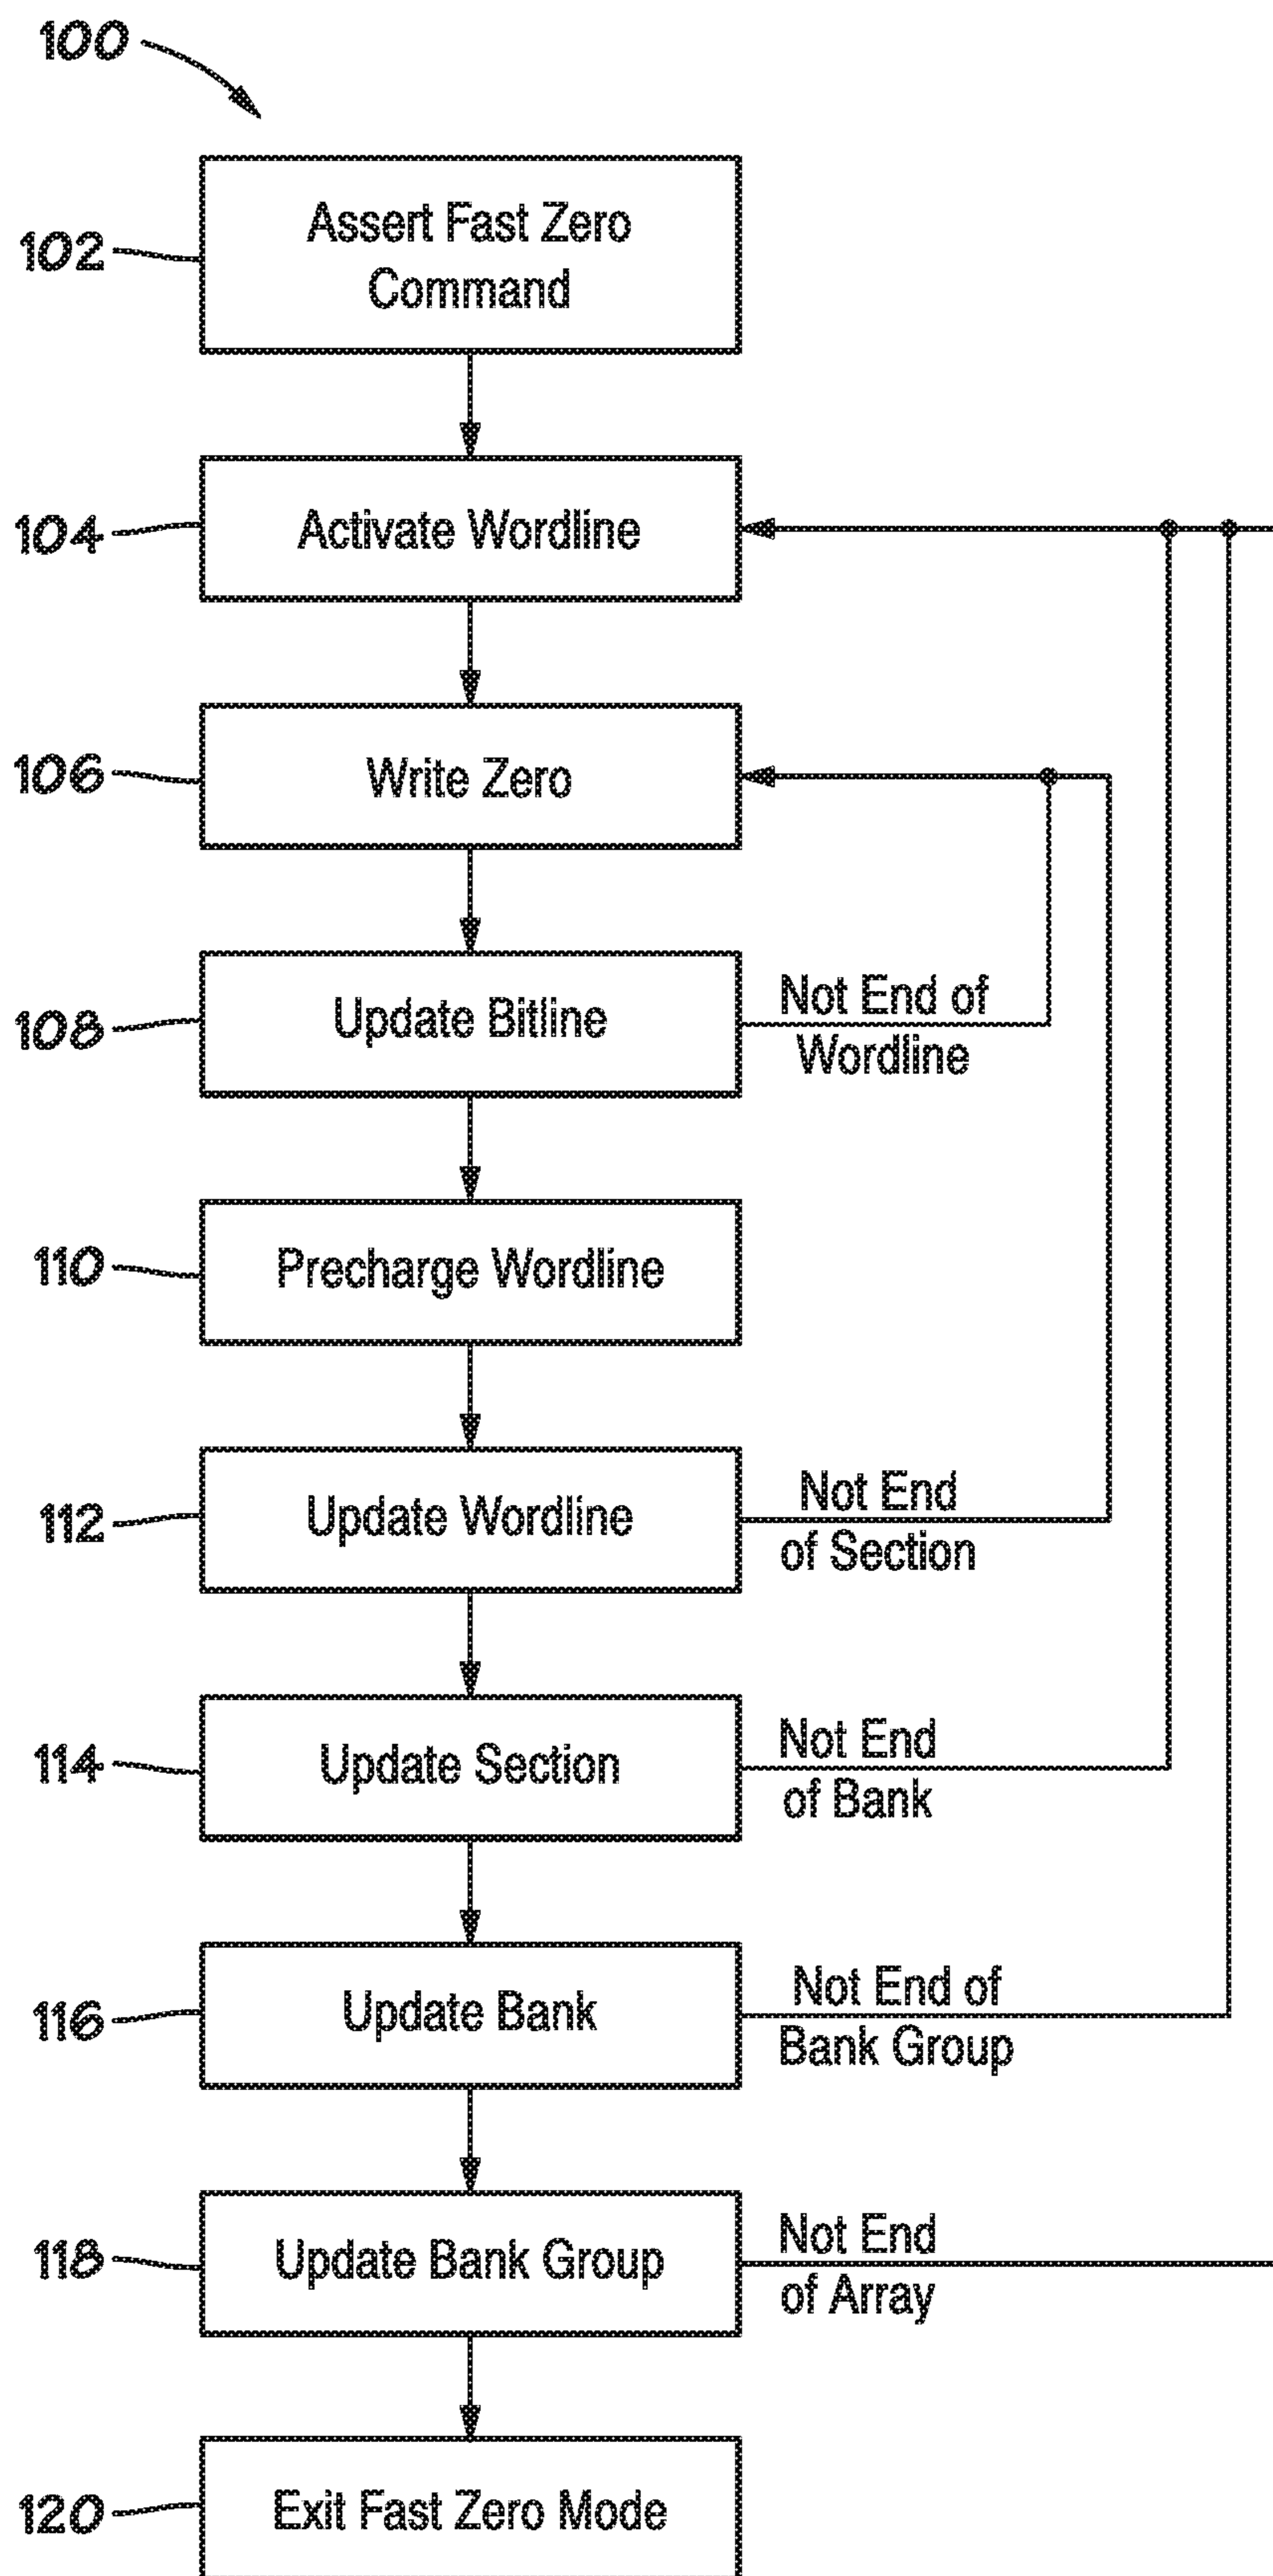 100
102
Assert Fast Zero
Command
104
Activate Wordline
106
Write Zero
108
Update Bitline
Not End of
Wordline
110
Precharge Wordline
112
Update Wordline
Not End
of Section
114
Update Section
Not End
of Bank
116
Update Bank
Not End of
Bank Group
118
Update Bank Group
Not End
of Array
120
Exit Fast Zero Mode